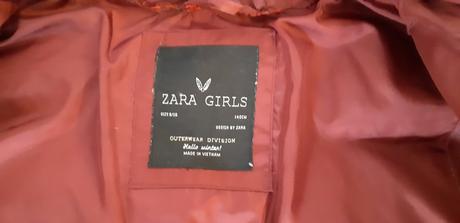 ZARA GIRLS
SIZE 9/10 140CM
DESIGN BY ZARA
OUTERWEAR DIVISION
Hello winter!
MADE IN VIETNAM